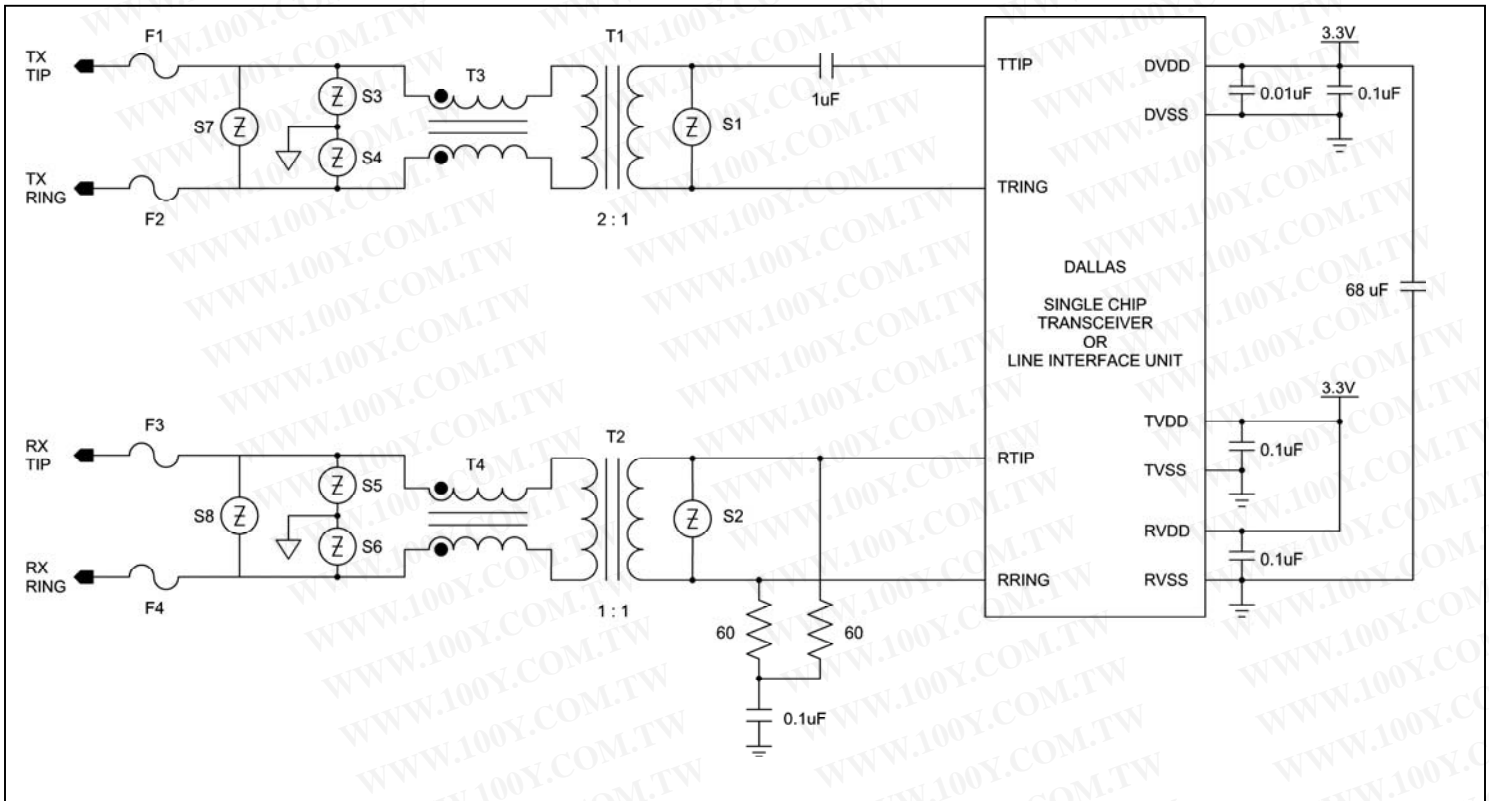 F1
TX
TIP
S7
S3
S4
T3
T1
S1
1uF
TX
RING
F2
2 : 1
TTIP
TRING
DALLAS
SINGLE CHIP
TRANSCEIVER
OR
LINE INTERFACE UNIT
DVDD
DVSS
3.3V
0.01uF
0.1uF
68 uF
F3
RX
TIP
S8
S5
S6
T4
T2
S2
RX
RING
F4
1 : 1
60
60
0.1uF
RTIP
RRING
TVDD
TVSS
RVDD
RVSS
3.3V
0.1uF
0.1uF
WWW.100Y.COM.TW